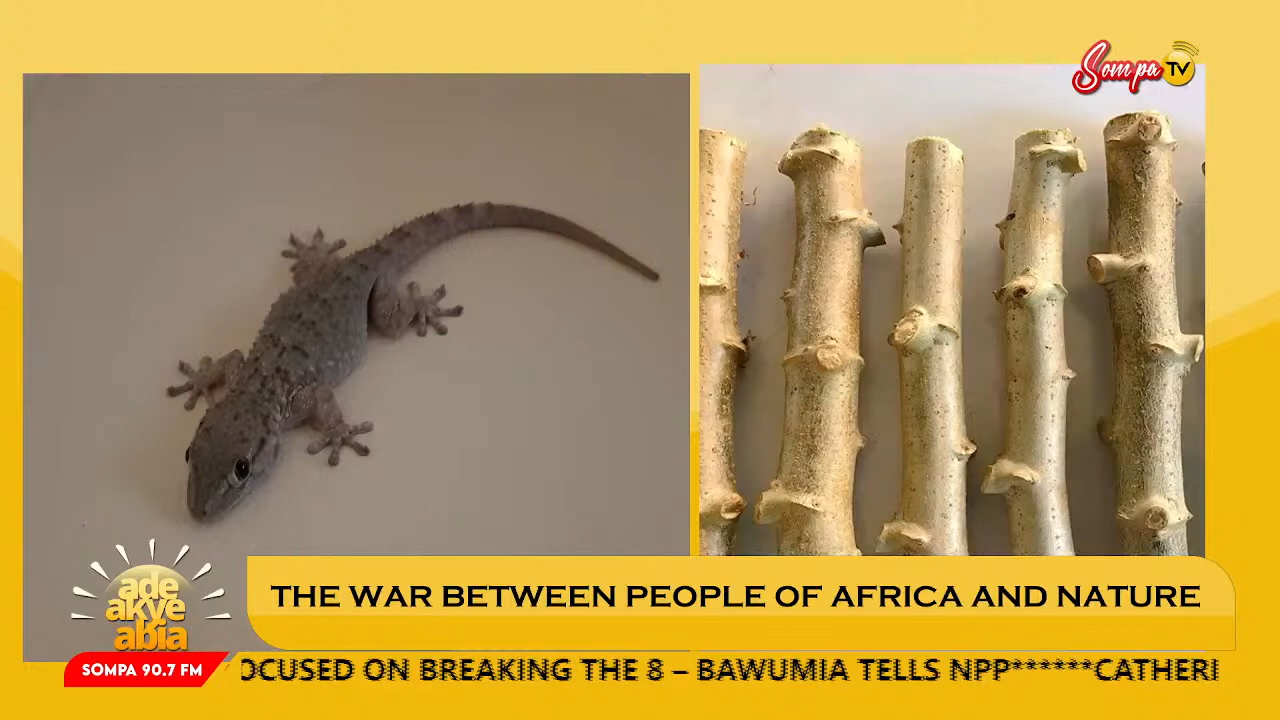 Sompa TV
THE WAR BETWEEN PEOPLE OF AFRICA AND NATURE
ade
akye
abia
SOMPA 90.7 FM
OCUSED ON BREAKING THE 8 – BAWUMIA TELLS NPP******CATHERI